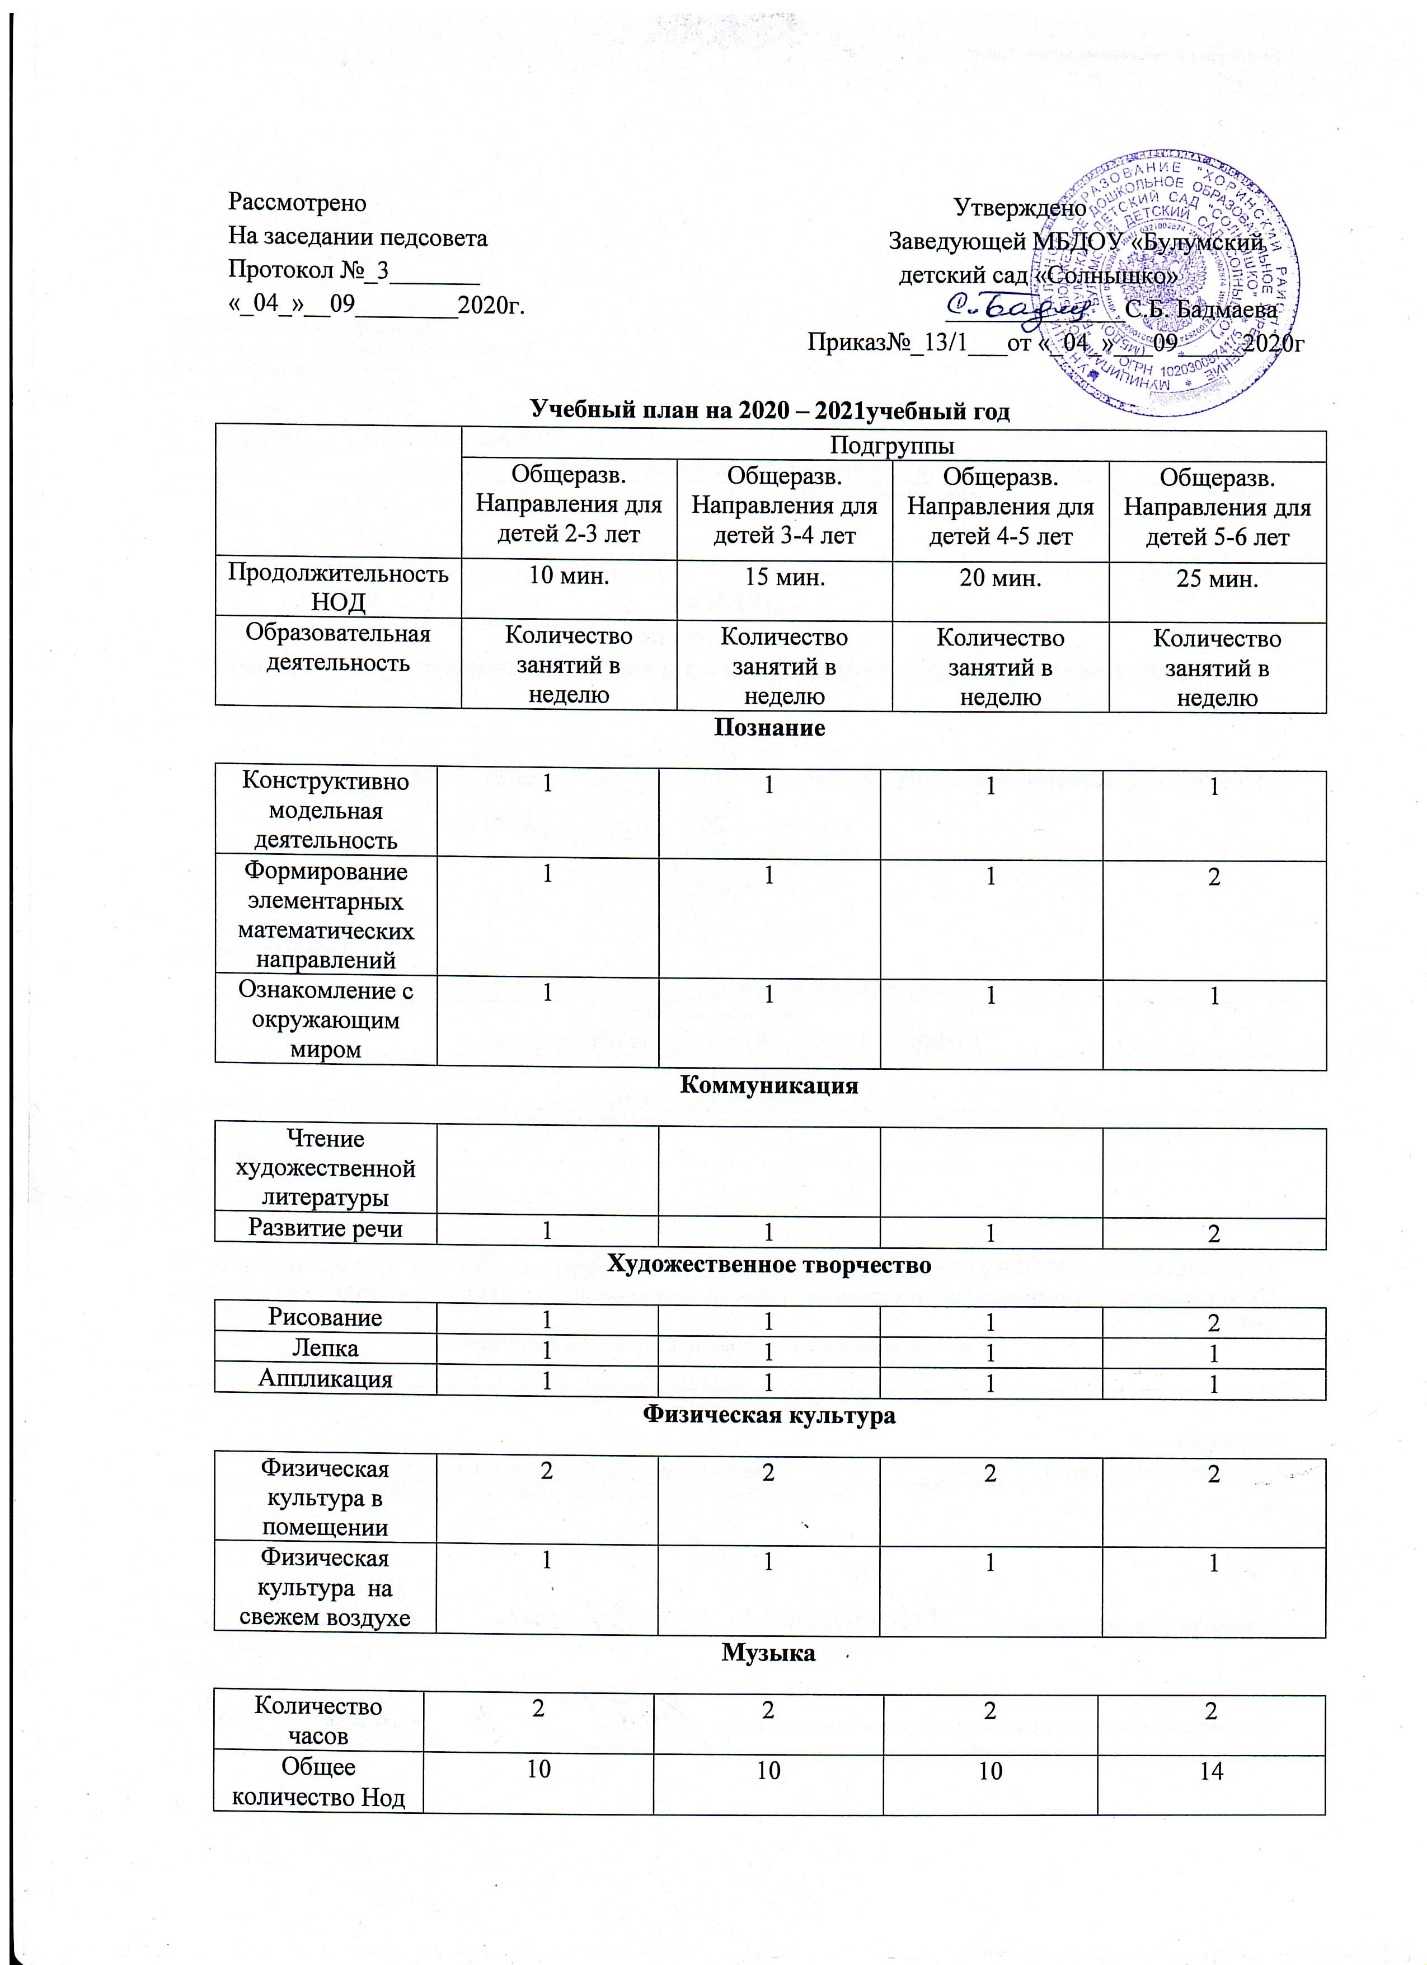 Рассмотрено
На заседании педсовета
Протокол №_3_______
«_04_»__09________2020г.
Утверждено
Заведующей МБДОУ «Булумский
детский сад «Солнышко»
С.Б. Бадмаева
Приказ№_13/1___от «_04_»___09_____2020г
Учебный план на 2020 – 2021учебный год
Подгруппы
Общеразв. Направления для детей 2-3 лет
Общеразв. Направления для детей 3-4 лет
Общеразв. Направления для детей 4-5 лет
Общеразв. Направления для детей 5-6 лет
Продолжительность НОД 10 мин. 15 мин. 20 мин. 25 мин.
Образовательная деятельность
Количество занятий в неделю
Количество занятий в неделю
Количество занятий в неделю
Количество занятий в неделю
Познание
Конструктивно модельная деятельность 1 1 1 1
Формирование элементарных математических направлений 1 1 1 2
Ознакомление с окружающим миром 1 1 1 1
Коммуникация
Чтение художественной литературы
Развитие речи 1 1 1 2
Художественное творчество
Рисование 1 1 1 2
Лепка 1 1 1 1
Аппликация 1 1 1 1
Физическая культура
Физическая культура в помещении 2 2 2 2
Физическая культура на свежем воздухе 1 1 1 1
Музыка
Количество часов 2 2 2 2
Общее количество Нод 10 10 10 14